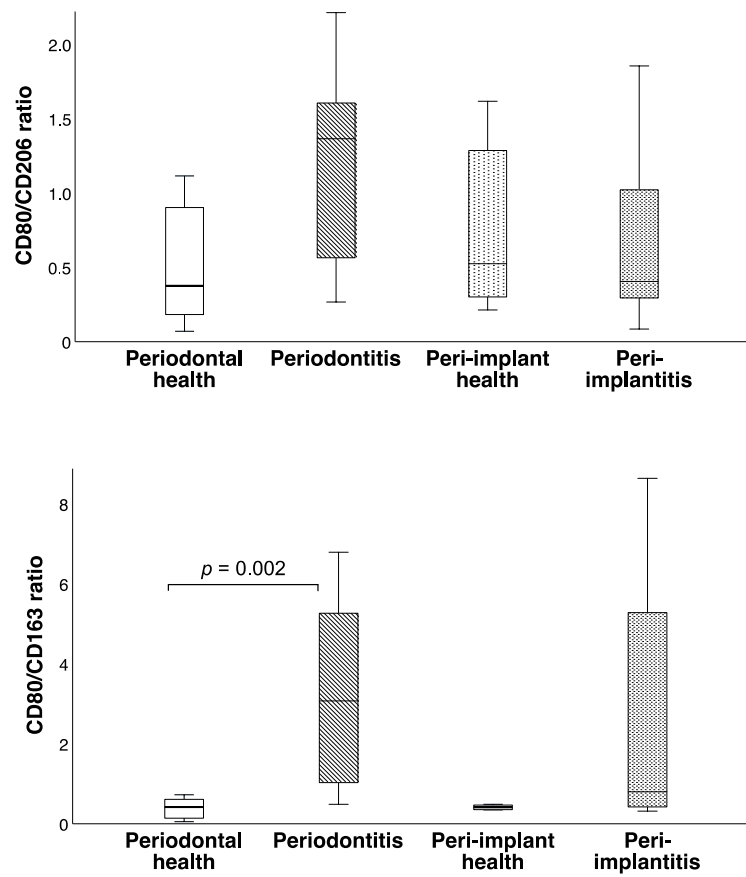 CD80/CD206 ratio
2.0
1.5
1.0
0.5
0
Periodontal
health
Periodontitis
Peri-implant
health
Peri-
implantitis
CD80/CD163 ratio
8
6
4
2
0
p = 0.002
Periodontal
health
Periodontitis
Peri-implant
health
Peri-
implantitis